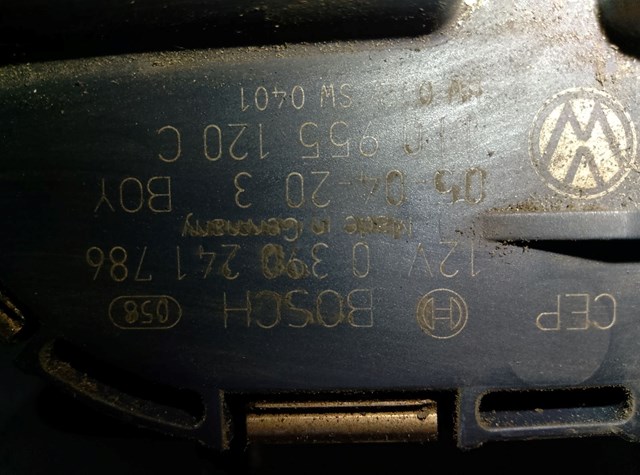 CEP BOSCH 058
12V 0 390 241 786
Made in Germany
05 04-20 3 BOY
955 120 C
SW 0401